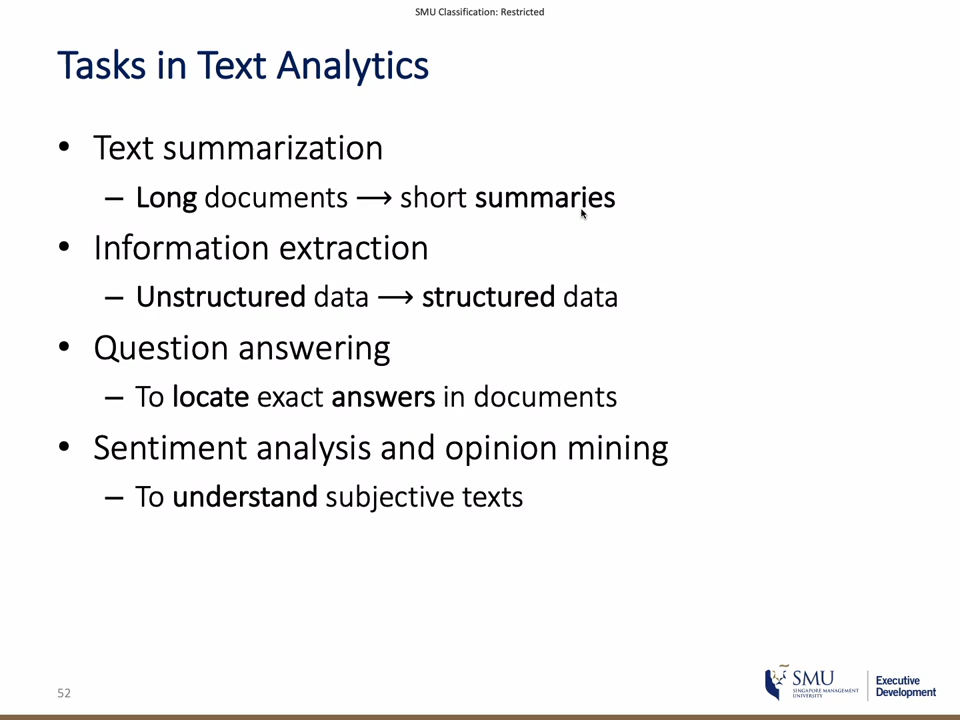 SMU Classification: Restricted
Tasks in Text Analytics
• Text summarization
– Long documents ⟶ short summaries
• Information extraction
– Unstructured data ⟶ structured data
• Question answering
– To locate exact answers in documents
• Sentiment analysis and opinion mining
– To understand subjective texts
52
SMU
SINGAPORE MANAGEMENT
UNIVERSITY
Executive
Development